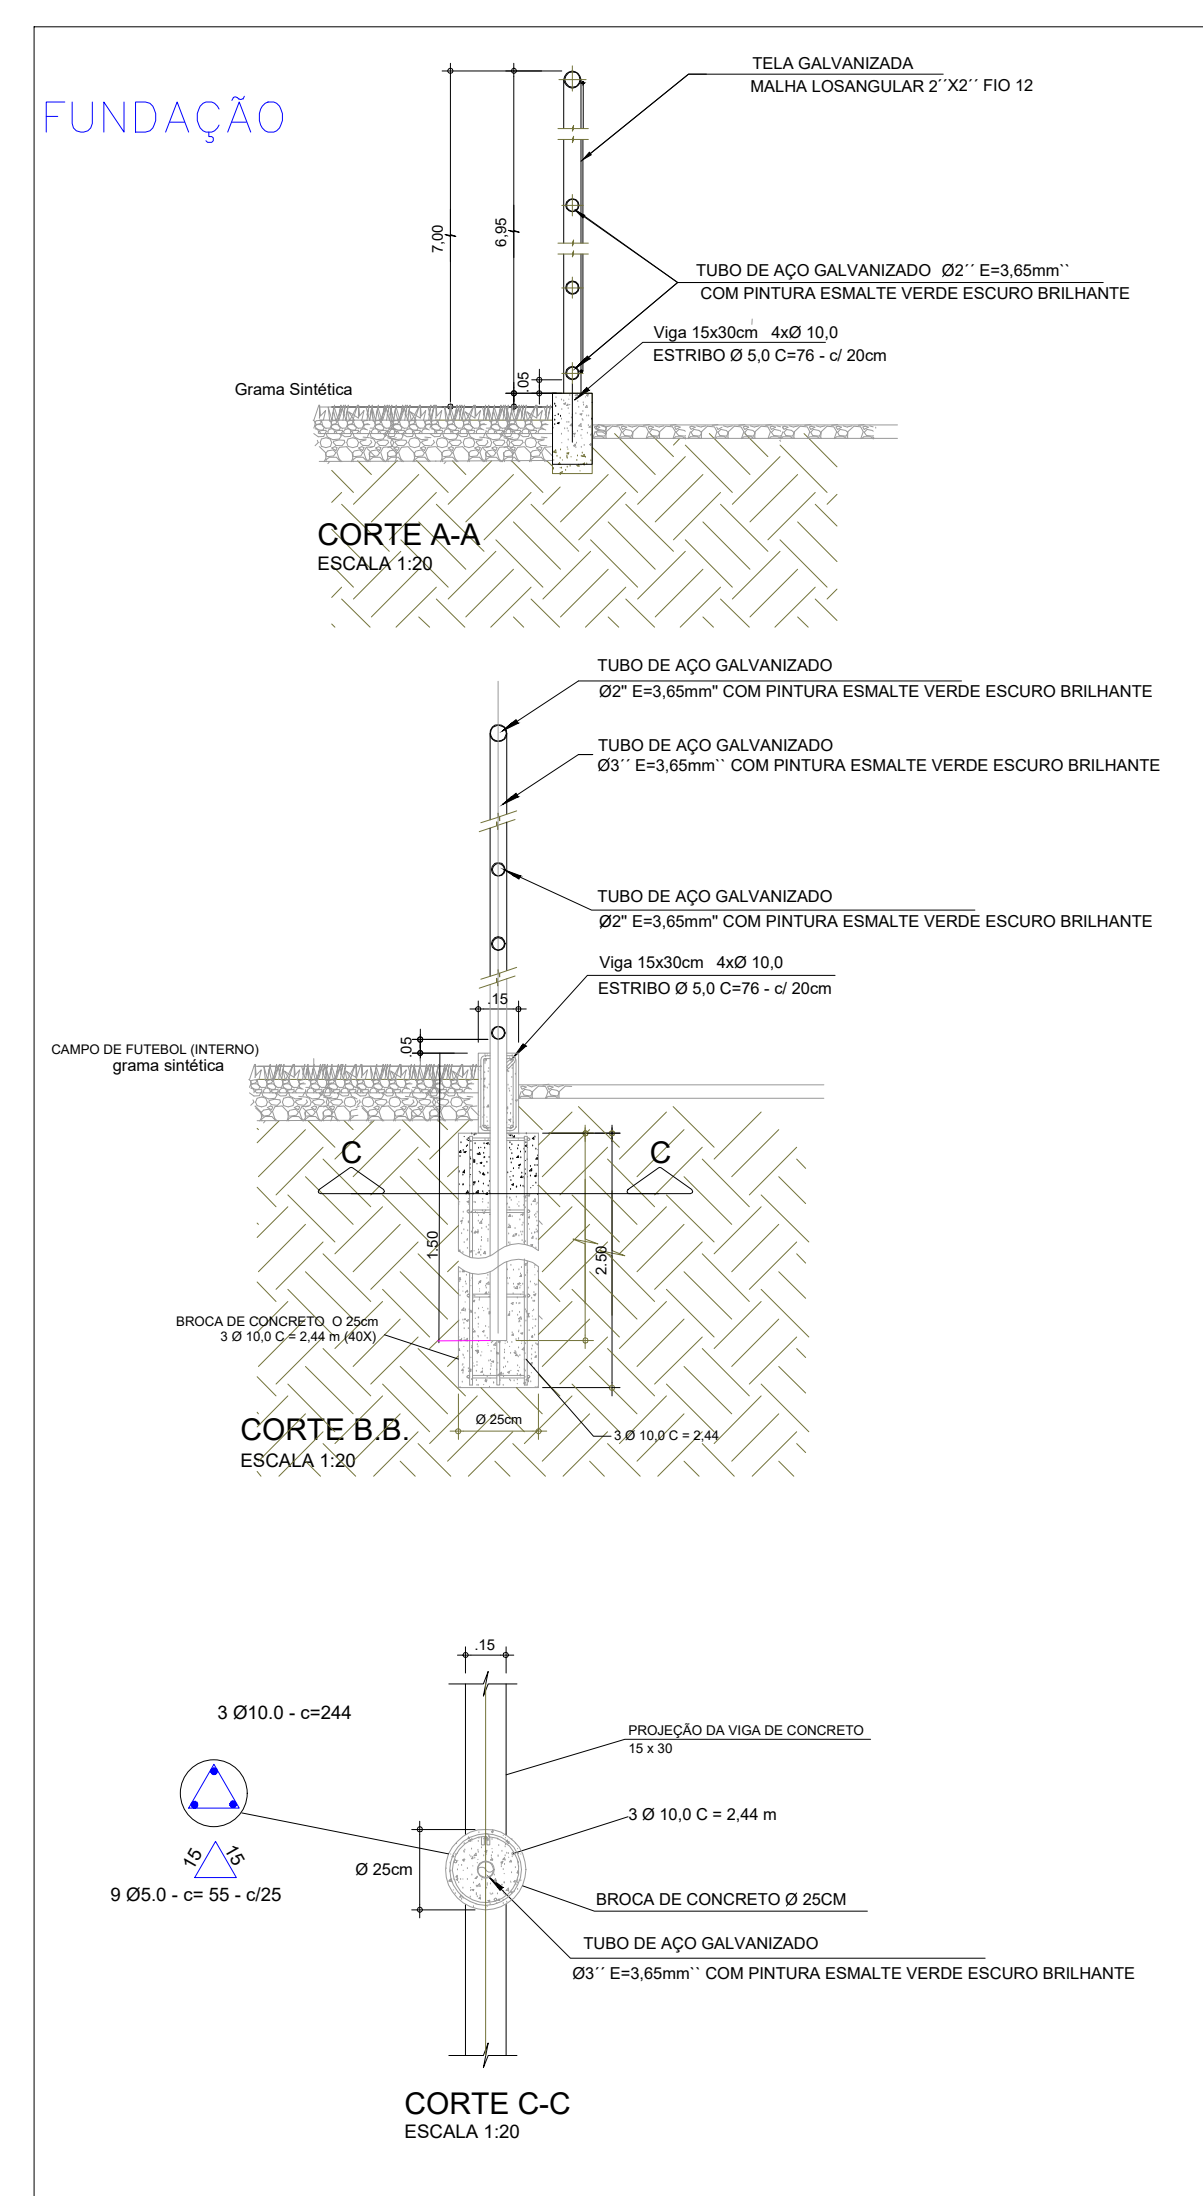 FUNDAÇÃO
TELA GALVANIZADA
MALHA LOSANGULAR 2´´X2´´ FIO 12
7,00
6,95
TUBO DE AÇO GALVANIZADO Ø2´´ E=3,65mm``
COM PINTURA ESMALTE VERDE ESCURO BRILHANTE
Viga 15x30cm 4xØ 10,0
ESTRIBO Ø 5,0 C=76 - c/ 20cm
.05
Grama Sintética
CORTE A-A
ESCALA 1:20
TUBO DE AÇO GALVANIZADO
Ø2" E=3,65mm" COM PINTURA ESMALTE VERDE ESCURO BRILHANTE
TUBO DE AÇO GALVANIZADO
Ø3´´ E=3,65mm`` COM PINTURA ESMALTE VERDE ESCURO BRILHANTE
TUBO DE AÇO GALVANIZADO
Ø2" E=3,65mm" COM PINTURA ESMALTE VERDE ESCURO BRILHANTE
Viga 15x30cm 4xØ 10,0
ESTRIBO Ø 5,0 C=76 - c/ 20cm
.15
.05
CAMPO DE FUTEBOL (INTERNO)
grama sintética
C C
1.50
2.50
BROCA DE CONCRETO O 25cm
3 Ø 10,0 C = 2,44 m (40X)
Ø 25cm
3 Ø 10,0 C = 2,44
CORTE B.B.
ESCALA 1:20
.15
3 Ø10.0 - c=244
PROJEÇÃO DA VIGA DE CONCRETO
15 x 30
3 Ø 10,0 C = 2,44 m
15 15
Ø 25cm
9 Ø5.0 - c= 55 - c/25
BROCA DE CONCRETO Ø 25CM
TUBO DE AÇO GALVANIZADO
Ø3´´ E=3,65mm`` COM PINTURA ESMALTE VERDE ESCURO BRILHANTE
CORTE C-C
ESCALA 1:20